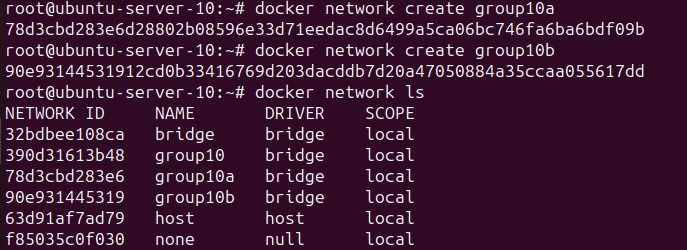 root@ubuntu-server-10:~# docker network create group10a
78d3cbd283e6d28802b08596e33d71eedac8d6499a5ca06bc746fa6ba6bdf09b
root@ubuntu-server-10:~# docker network create group10b
90e93144531912cd0b33416769d203dacddb7d20a47050884a35ccaa055617dd
root@ubuntu-server-10:~# docker network ls
NETWORK ID     NAME       DRIVER    SCOPE
32bdbee108ca   bridge     bridge    local
390d31613b48   group10    bridge    local
78d3cbd283e6   group10a   bridge    local
90e931445319   group10b   bridge    local
63d91af7ad79   host       host      local
f85035c0f030   none       null      local